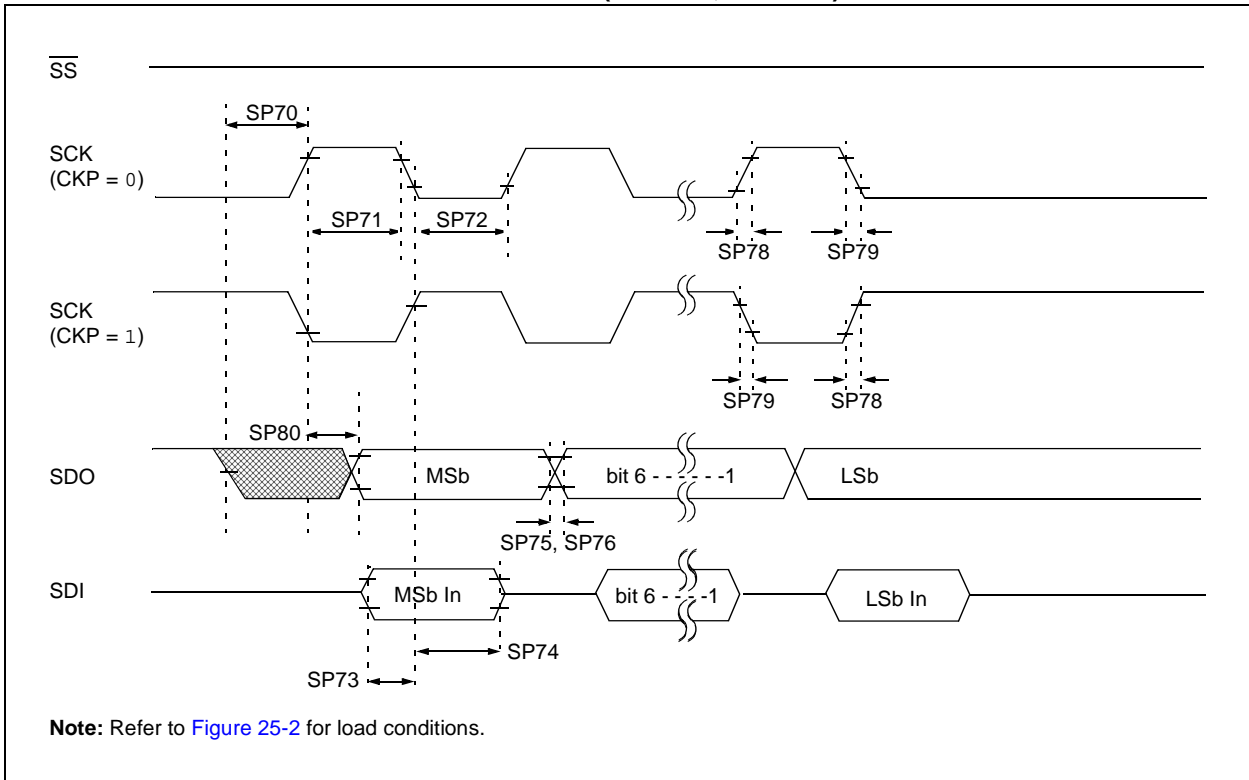 SS
SP70
SCK
(CKP = 0)
SP71
SP72
SP78
SP79
SCK
(CKP = 1)
SP79
SP78
SP80
SDO
MSb
bit 6 - - - - - -1
LSb
SP75, SP76
SDI
MSb In
bit 6 - - - - -1
LSb In
SP74
SP73
Note: Refer to Figure 25-2 for load conditions.